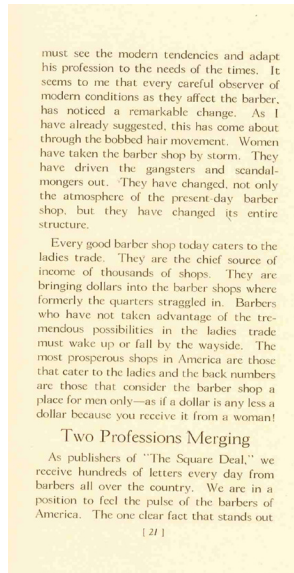 must see the modern tendencies and adapt
his profession to the needs of the times. It
seems to me that every careful observer of
modern conditions as they affect the barber,
has noticed a remarkable change. As I
have already suggested, this has come about
through the bobbed hair movement. Women
have taken the barber shop by storm. They
have driven the gangsters and scandal-
mongers out. They have changed, not only
the atmosphere of the present-day barber
shop, but they have changed its entire
structure.
Every good barber shop today caters to the
ladies trade. They are the chief source of
income of thousands of shops. They are
bringing dollars into the barber shops where
formerly the quarters straggled in. Barbers
who have not taken advantage of the tre-
mendous possibilities in the ladies trade
must wake up or fall by the wayside. The
most prosperous shops in America are those
that cater to the ladies and the back numbers
are those that consider the barber shop a
place for men only—as if a dollar is any less a
dollar because you receive it from a woman!
Two Professions Merging
As publishers of "The Square Deal," we
receive hundreds of letters every day from
barbers all over the country. We are in a
position to feel the pulse of the barbers of
America. The one clear fact that stands out
[ 21 ]